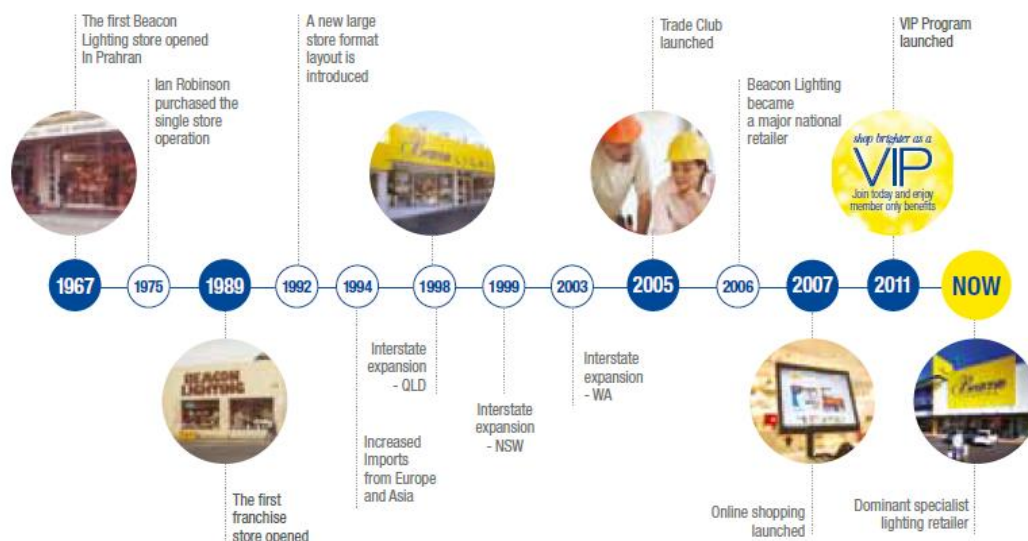 The first Beacon
Lighting store opened
In Prahran
Ian Robinson
purchased the
single store
operation
A new large
store format
layout is
introduced
Trade Club
launched
Beacon Lighting
became
a major national
retailer
VIP Program
launched
shop brighter as a
VIP
Join today and enjoy
member only benefits
1967
1975
1989
1992
1994
1998
1999
2003
2005
2006
2007
2011
NOW
BEACON
LIGHTING
The first
franchise
store opened
Increased
Imports
from Europe
and Asia
Interstate
expansion
- QLD
Interstate
expansion
- NSW
Interstate
expansion
- WA
Online shopping
launched
Beacon
Dominant specialist
lighting retailer